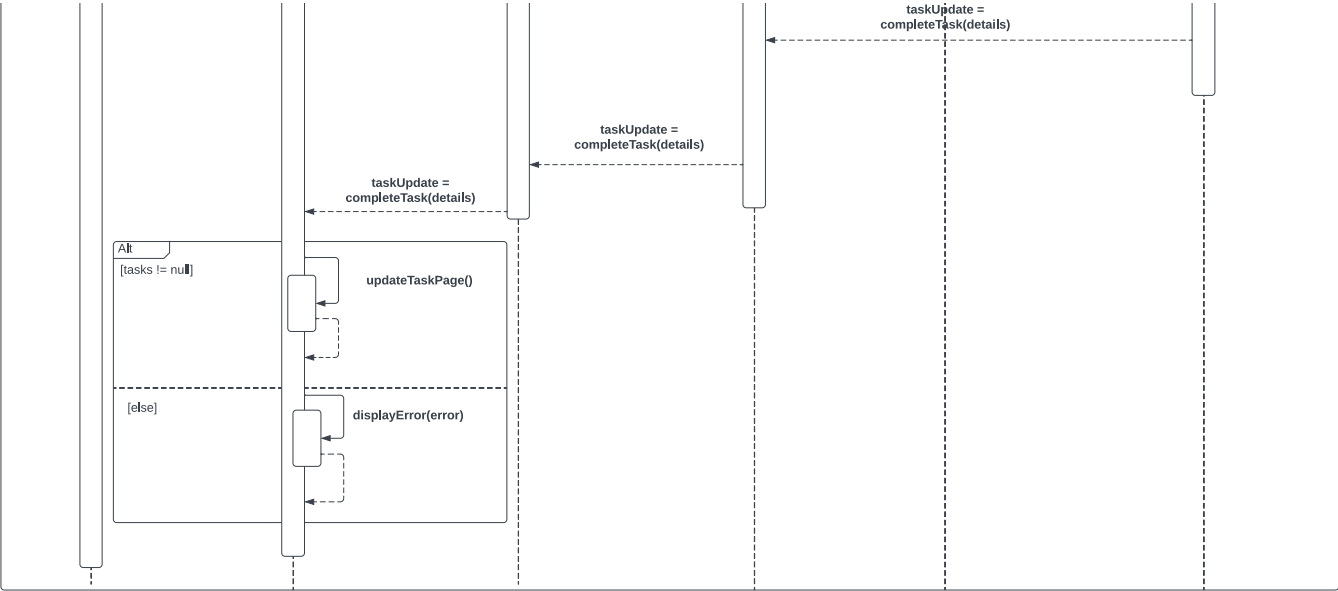 taskUpdate =
completeTask(details)
taskUpdate =
completeTask(details)
taskUpdate =
completeTask(details)
Alt
[tasks != null]
updateTaskPage()
[else]
displayError(error)